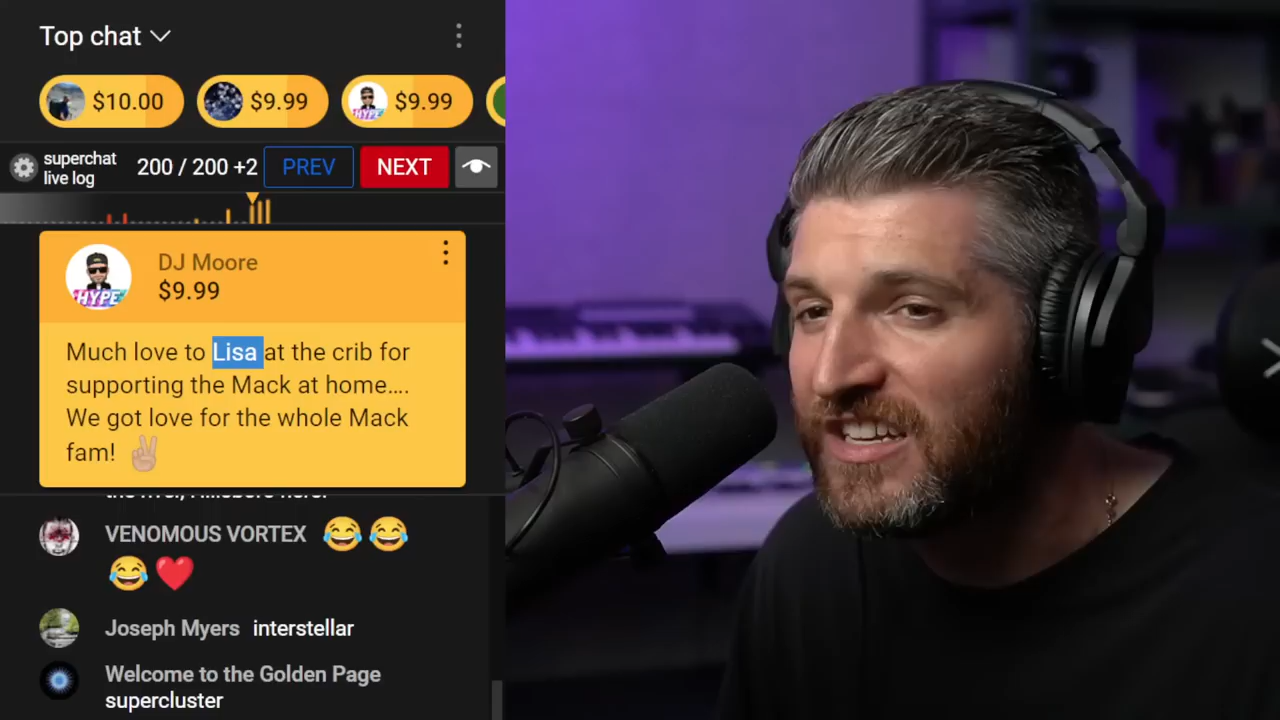 Top chat
$10.00
$9.99
$9.99
superchat
live log
200 / 200 +2
PREV
NEXT
DJ Moore
$9.99
HYPE
Much love to Lisa at the crib for
supporting the Mack at home....
We got love for the whole Mack
fam! ✌🏼
VENOMOUS VORTEX 😂😂
😂❤️
Joseph Myers interstellar
Welcome to the Golden Page
supercluster